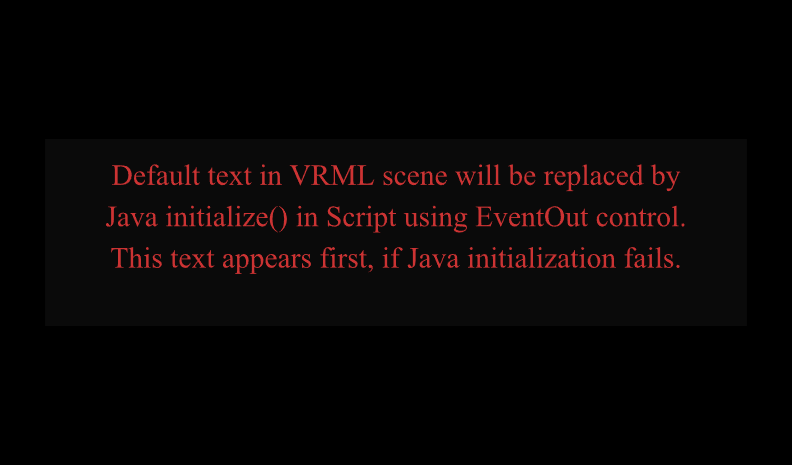 Default text in VRML scene will be replaced by
Java initialize() in Script using EventOut control.
This text appears first, if Java initialization fails.